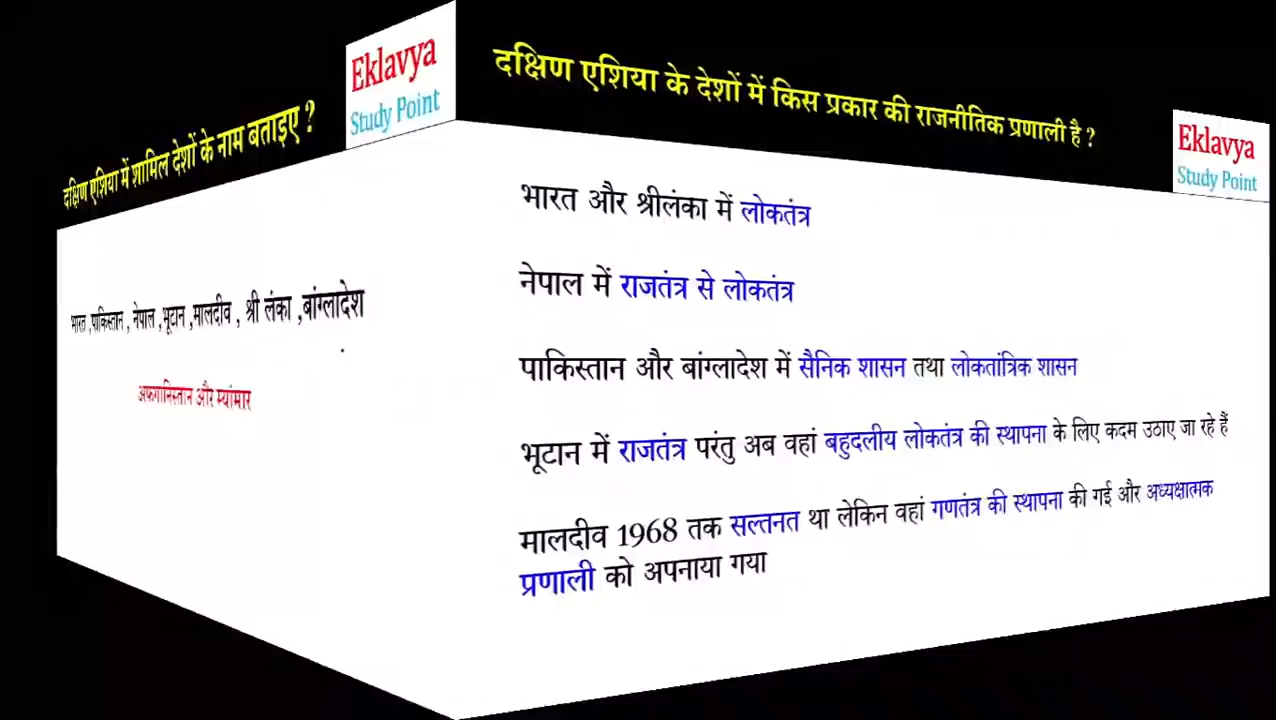 दक्षिण एशिया में शामिल देशों के नाम बताइए ?
Eklavya
Study Point
भारत ,पाकिस्तान , नेपाल ,भूटान ,मालदीव , श्री लंका ,बांग्लादेश
अफगानिस्तान और म्यांमार
दक्षिण एशिया के देशों में किस प्रकार की राजनीतिक प्रणाली है ?
Eklavya
Study Point
भारत और श्रीलंका में लोकतंत्र
नेपाल में राजतंत्र से लोकतंत्र
पाकिस्तान और बांग्लादेश में सैनिक शासन तथा लोकतांत्रिक शासन
भूटान में राजतंत्र परंतु अब वहां बहुदलीय लोकतंत्र की स्थापना के लिए कदम उठाए जा रहे हैं
मालदीव 1968 तक सल्तनत था लेकिन वहां गणतंत्र की स्थापना की गई और अध्यक्षात्मक
प्रणाली को अपनाया गया